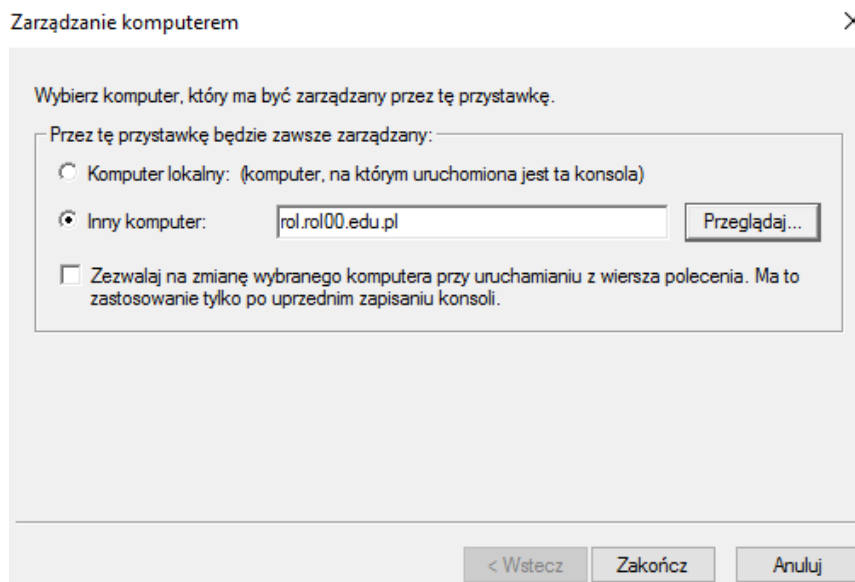 Zarządzanie komputerem
Wybierz komputer, który ma być zarządzany przez tę przystawkę.
Przez tę przystawkę będzie zawsze zarządzany:
Komputer lokalny: (komputer, na którym uruchomiona jest ta konsola)
Inny komputer: rol.rol00.edu.pl Przeglądaj...
Zezwalaj na zmianę wybranego komputera przy uruchamianiu z wiersza polecenia. Ma to
zastosowanie tylko po uprzednim zapisaniu konsoli.
< Wstecz Zakończ Anuluj